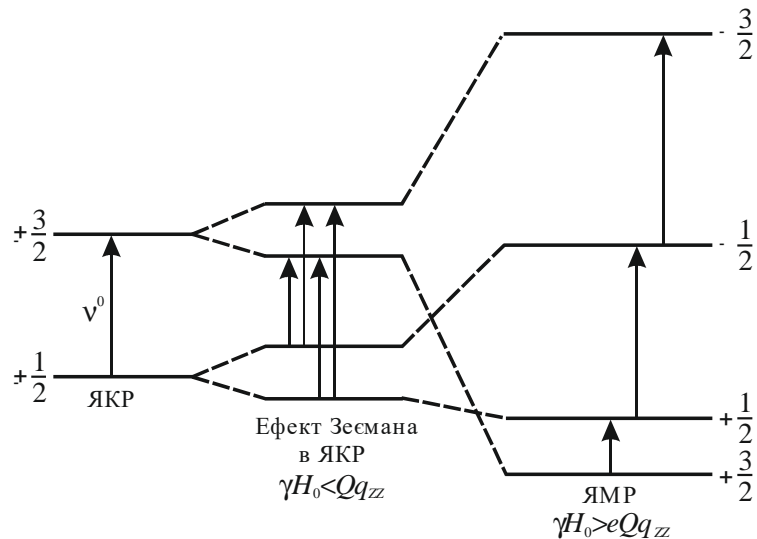 - 3/2
± 3/2
- 1/2
ν⁰
± 1/2
ЯКР
Ефект Зеємана
в ЯКР
γH₀<Qq_ZZ
+ 1/2
+ 3/2
ЯМР
γH₀>eQq_ZZ